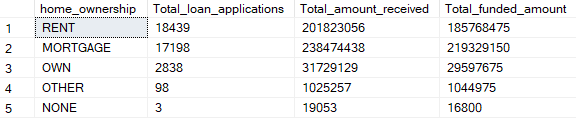 home_ownership Total_loan_applications Total_amount_received Total_funded_amount
1 RENT 18439 201823056 185768475
2 MORTGAGE 17198 238474438 219329150
3 OWN 2838 31729129 29597675
4 OTHER 98 1025257 1044975
5 NONE 3 19053 16800